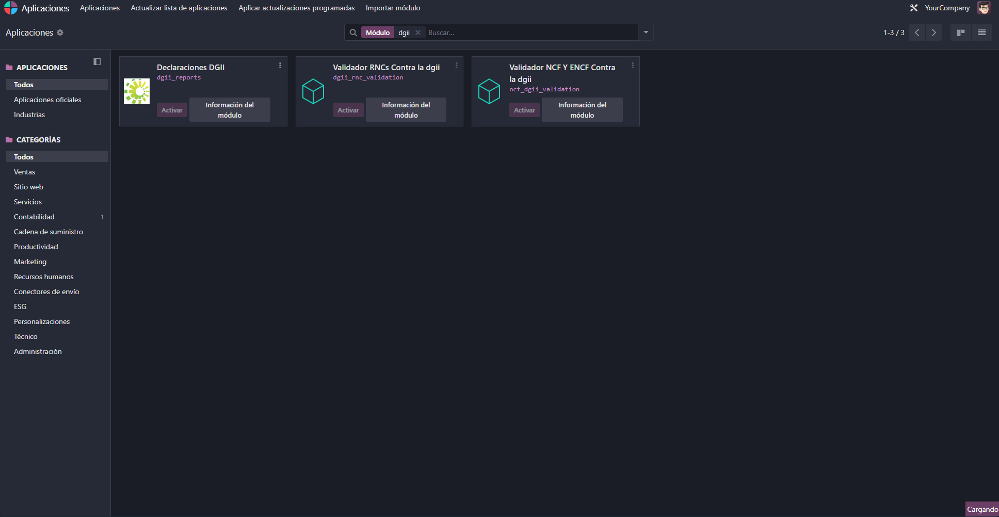 Aplicaciones Aplicaciones Actualizar lista de aplicaciones Aplicar actualizaciones programadas Importar módulo YourCompany
Aplicaciones Módulo dgii Buscar... 1-3 / 3
APLICACIONES
Todos
Aplicaciones oficiales
Industrias
CATEGORÍAS
Todos
Ventas
Sitio web
Servicios
Contabilidad 1
Cadena de suministro
Productividad
Marketing
Recursos humanos
Conectores de envío
ESG
Personalizaciones
Técnico
Administración
Declaraciones DGII
dgii_reports
Activar
Información del
módulo
Validador RNCs Contra la dgii
dgii_rnc_validation
Activar
Información del
módulo
Validador NCF Y ENCF Contra
la dgii
ncf_dgii_validation
Activar
Información del
módulo
Cargando